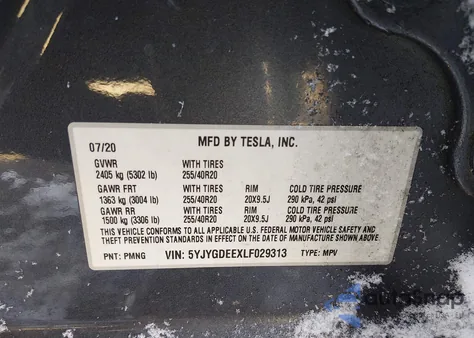 07/20 MFD BY TESLA, INC.
GVWR WITH TIRES
2405 kg (5302 lb) 255/40R20
GAWR FRT WITH TIRES RIM COLD TIRE PRESSURE
1363 kg (3004 lb) 255/40R20 20X9.5J 290 kPa, 42 psi
GAWR RR WITH TIRES RIM COLD TIRE PRESSURE
1500 kg (3306 lb) 255/40R20 20X9.5J 290 kPa, 42 psi
THIS VEHICLE CONFORMS TO ALL APPLICABLE U.S. FEDERAL MOTOR VEHICLE SAFETY AND
THEFT PREVENTION STANDARDS IN EFFECT ON THE DATE OF MANUFACTURE SHOWN ABOVE.
PNT: PMNG VIN: 5YJYGDEEXLF029313 TYPE: MPV
AutoSnap